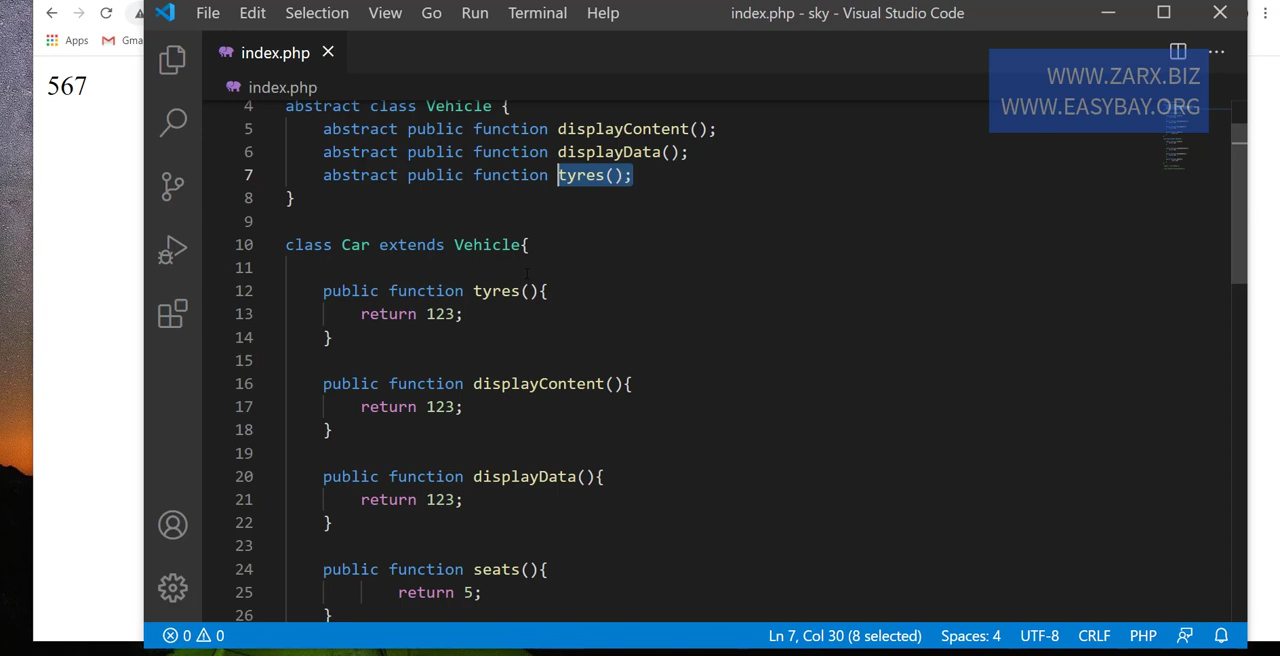 File Edit Selection View Go Run Terminal Help index.php - sky - Visual Studio Code
Apps
567
index.php
index.php
WWW.ZARX.BIZ
WWW.EASYBAY.ORG
4 abstract class Vehicle {
5 abstract public function displayContent();
6 abstract public function displayData();
7 abstract public function tyres();
8 }
9
10 class Car extends Vehicle{
11
12 public function tyres(){
13 return 123;
14 }
15
16 public function displayContent(){
17 return 123;
18 }
19
20 public function displayData(){
21 return 123;
22 }
23
24 public function seats(){
25 return 5;
26 }
0 0 Ln 7, Col 30 (8 selected) Spaces: 4 UTF-8 CRLF PHP